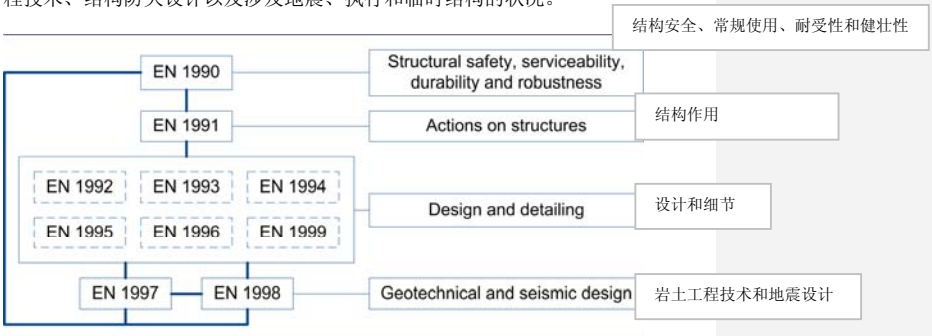 程技术、结构防火设计以及涉及地震、执行和临时结构的状况。
结构安全、常规使用、耐受性和健壮性
EN 1990
Structural safety, serviceability,
durability and robustness
EN 1991
Actions on structures
结构作用
EN 1992 EN 1993 EN 1994
EN 1995 EN 1996 EN 1999
Design and detailing
设计和细节
EN 1997 EN 1998
Geotechnical and seismic design
岩土工程技术和地震设计